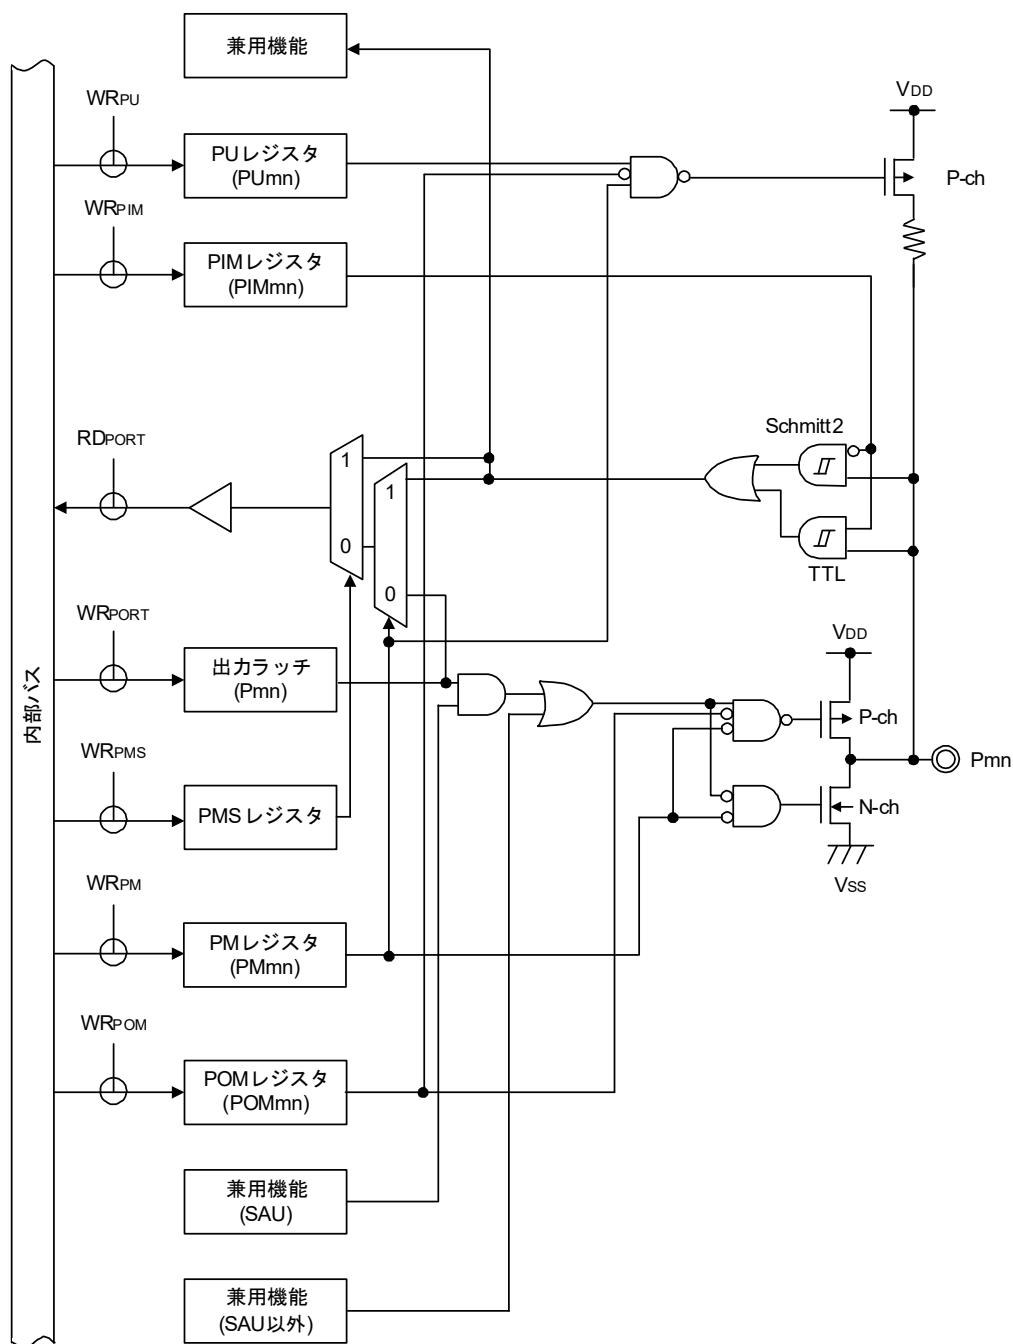 兼用機能
WRPU
VDD
PUレジスタ
(PUmn)
P-ch
WRPIM
PIMレジスタ
(PIMmn)
RDPORT
1
1
0
0
Schmitt2
TTL
WRPORT
出力ラッチ
(Pmn)
VDD
P-ch
Pmn
N-ch
VSS
内部バス
WRPMS
PMSレジスタ
WRPM
PMレジスタ
(PMmn)
WRPOM
POMレジスタ
(POMmn)
兼用機能
(SAU)
兼用機能
(SAU以外)